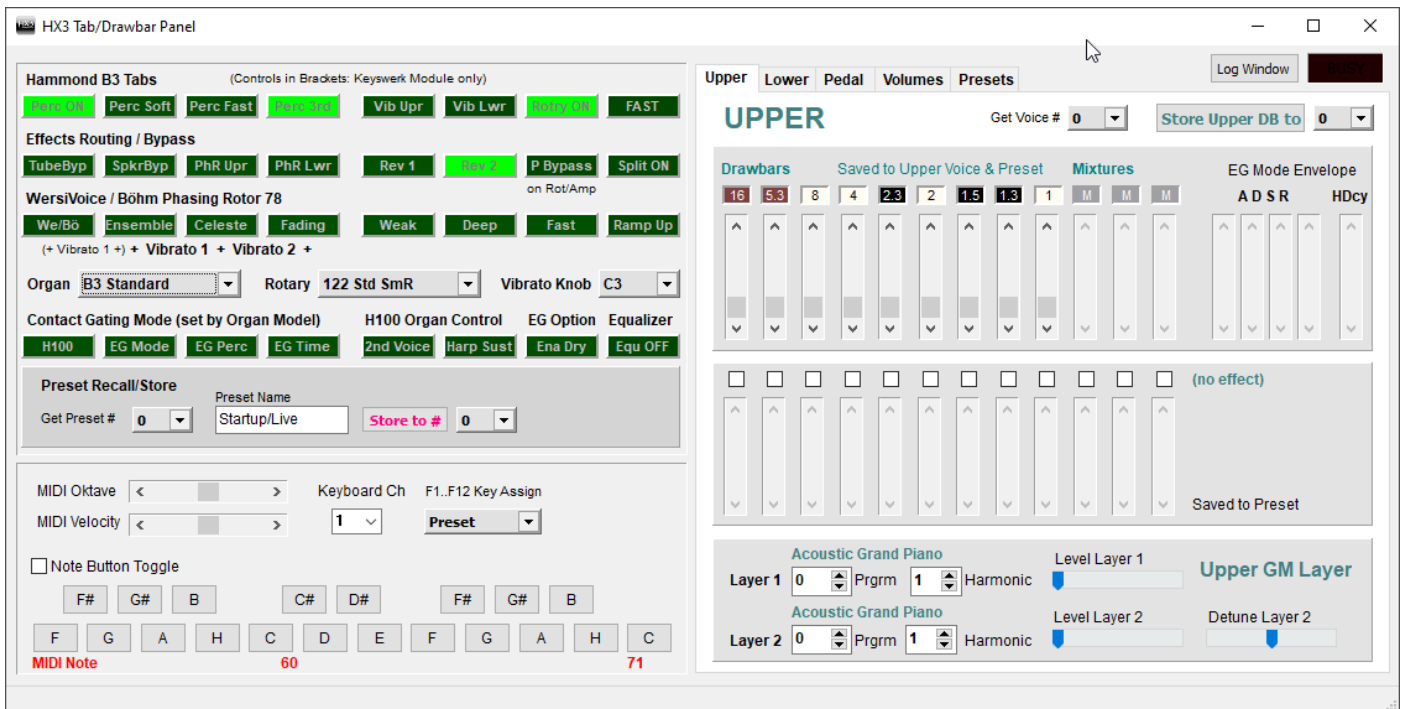 HX3 Tab/Drawbar Panel
Hammond B3 Tabs (Controls in Brackets: Keyswerk Module only)
Perc ON Perc Soft Perc Fast Perc 3rd Vib Upr Vib Lwr Rotry ON FAST
Effects Routing / Bypass
TubeByp SpkrByp PhR Upr PhR Lwr Rev 1 Rev 2 P Bypass Split ON
on Rot/Amp
WersiVoice / Böhm Phasing Rotor 78
We/Bö Ensemble Celeste Fading Weak Deep Fast Ramp Up
(+ Vibrato 1 +) + Vibrato 1 + Vibrato 2 +
Organ B3 Standard Rotary 122 Std SmR Vibrato Knob C3
Contact Gating Mode (set by Organ Model) H100 Organ Control EG Option Equalizer
H100 EG Mode EG Perc EG Time 2nd Voice Harp Sust Ena Dry Equ OFF
Preset Recall/Store
Preset Name
Get Preset # 0 Startup/Live Store to # 0
MIDI Oktave Keyboard Ch F1..F12 Key Assign
MIDI Velocity 1 Preset
Note Button Toggle
F# G# B C# D# F# G# B
F G A H C D E F G A H C
MIDI Note 60 71
Log Window BUSY
Upper Lower Pedal Volumes Presets
UPPER Get Voice # 0 Store Upper DB to 0
Drawbars Saved to Upper Voice & Preset Mixtures EG Mode Envelope
16 5.3 8 4 2.3 2 1.5 1.3 1 M M M A D S R HDcy
(no effect)
Saved to Preset
Acoustic Grand Piano Level Layer 1
Layer 1 0 Prgrm 1 Harmonic Upper GM Layer
Acoustic Grand Piano Level Layer 2 Detune Layer 2
Layer 2 0 Prgrm 1 Harmonic